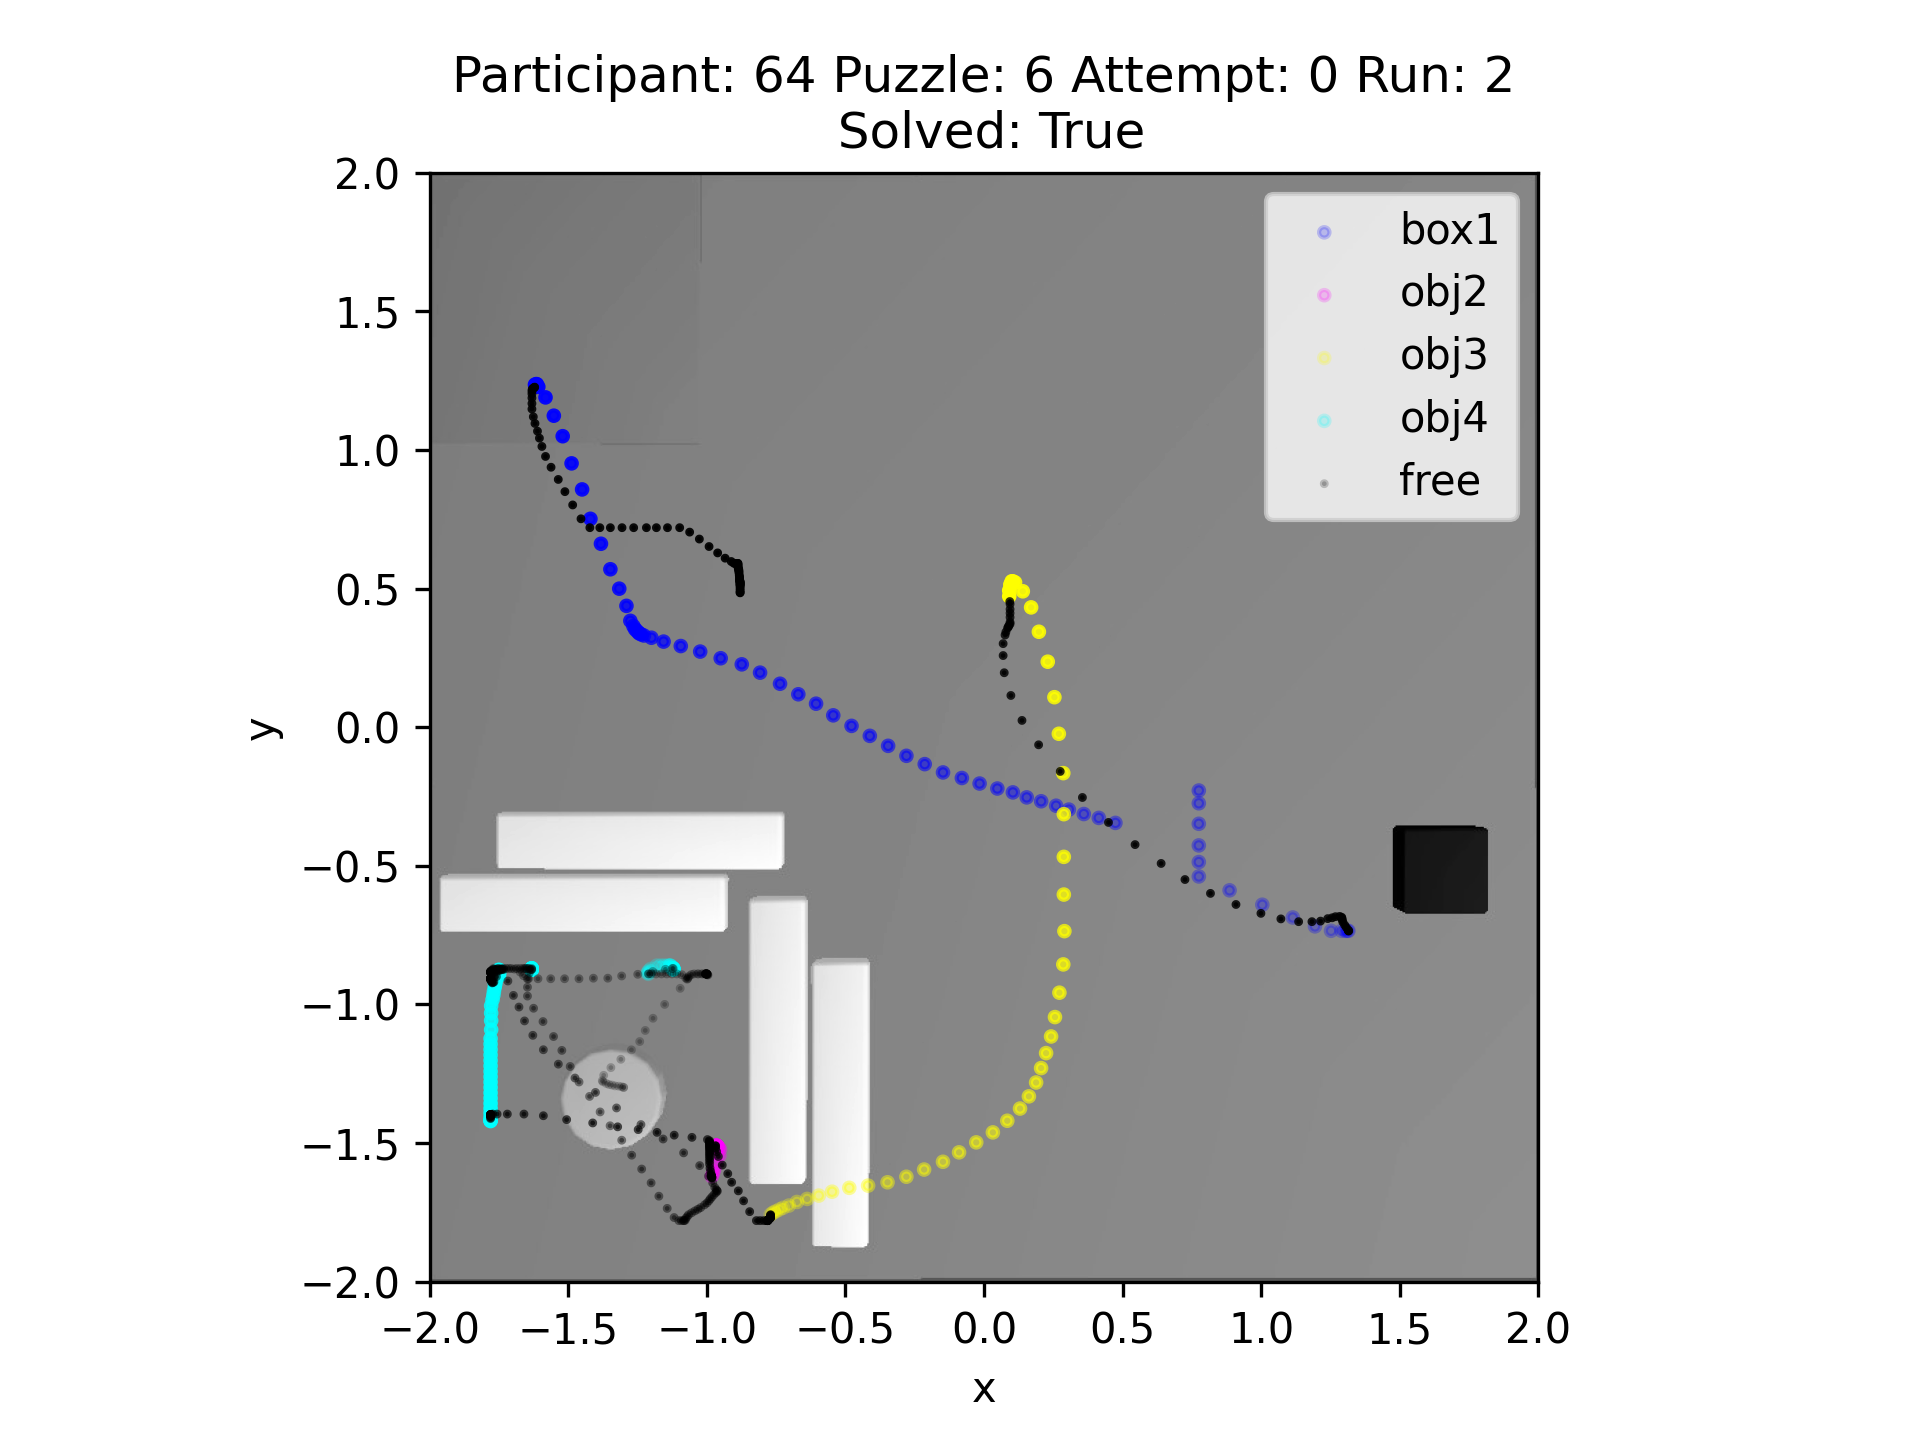 Participant: 64 Puzzle: 6 Attempt: 0 Run: 2
Solved: True
2.0
1.5
1.0
0.5
0.0
−0.5
−1.0
−1.5
−2.0
y
box1
obj2
obj3
obj4
free
−2.0 −1.5 −1.0 −0.5 0.0 0.5 1.0 1.5 2.0
x